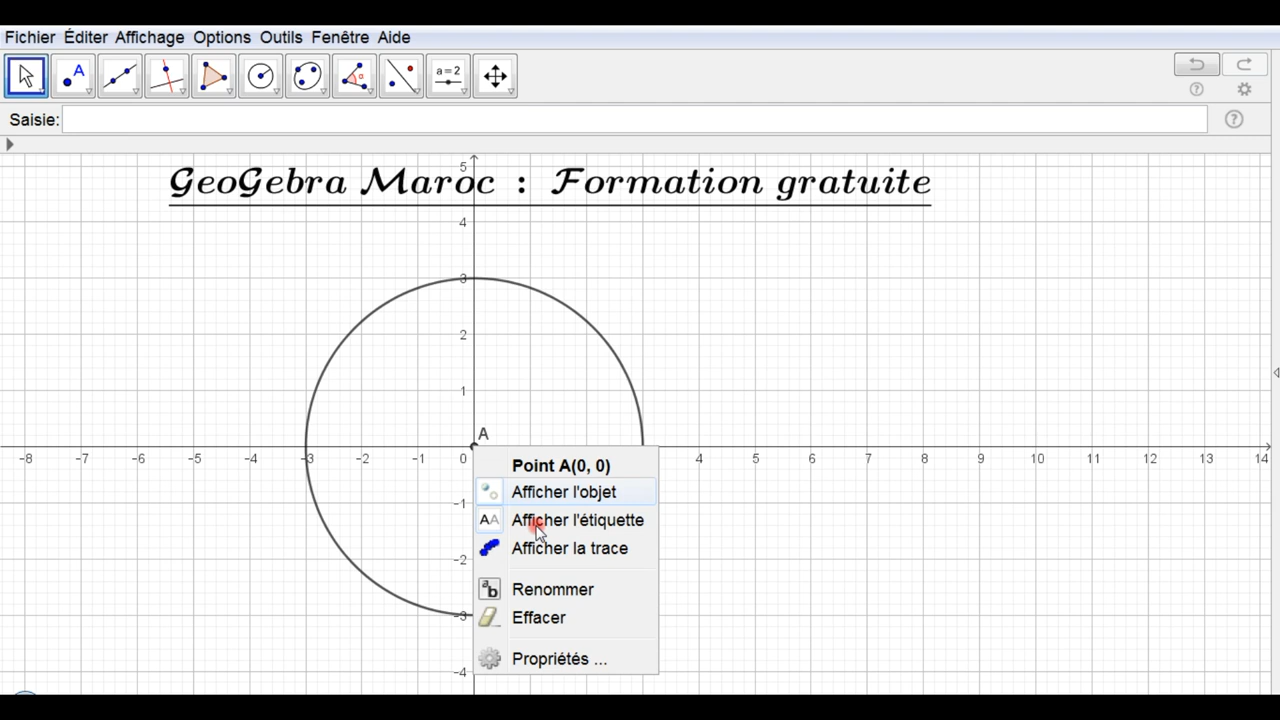 Fichier Éditer Affichage Options Outils Fenêtre Aide
A
α
a=2
Saisie:
GeoGebra Maroc : Formation gratuite
5
4
3
2
1
A
-8 -7 -6 -5 -4 -3 -2 -1 0 4 5 6 7 8 9 10 11 12 13 14
Point A(0, 0)
Afficher l'objet
-1
AA Afficher l'étiquette
Afficher la trace
-2
ab Renommer
Effacer
-3
Propriétés ...
-4